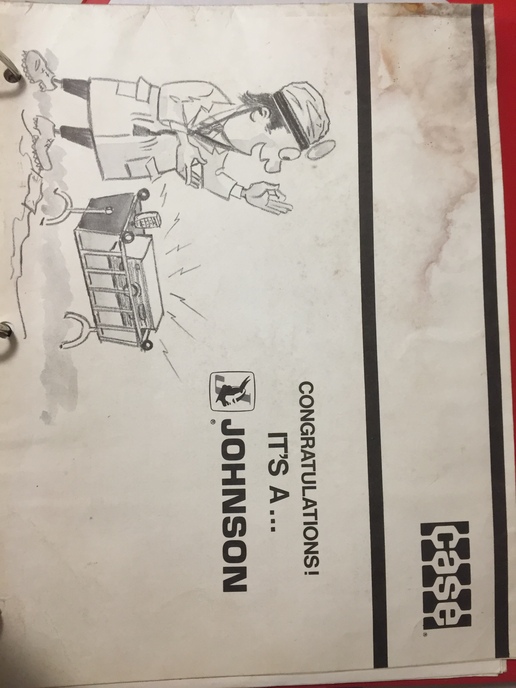 case®
CONGRATULATIONS!
IT'S A...
JOHNSON
®